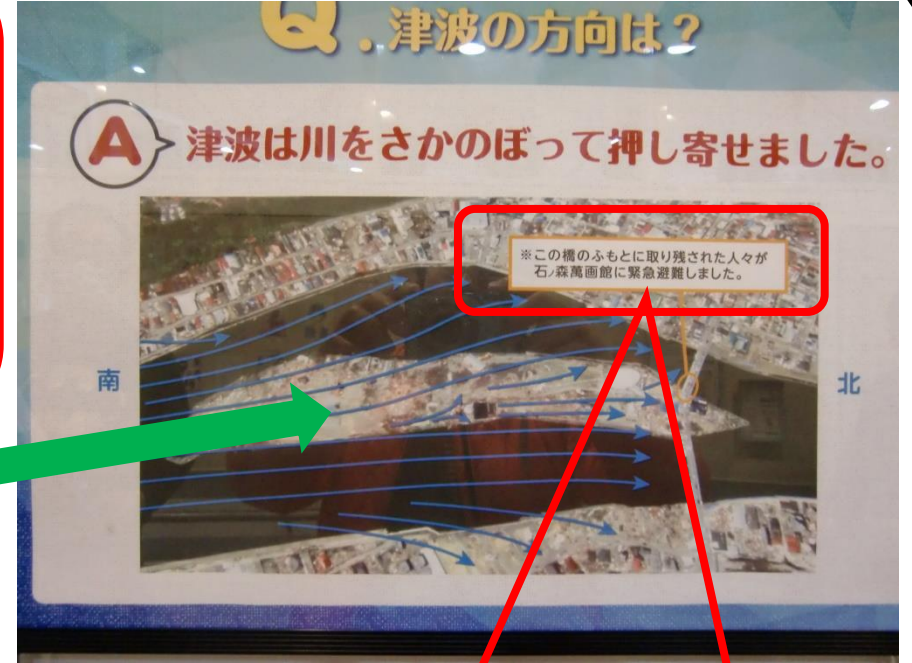 Q.津波の方向は?
A 津波は川をさかのぼって押し寄せました。
※この橋のふもとに取り残された人々が
石ノ森萬画館に緊急避難しました。
南
北